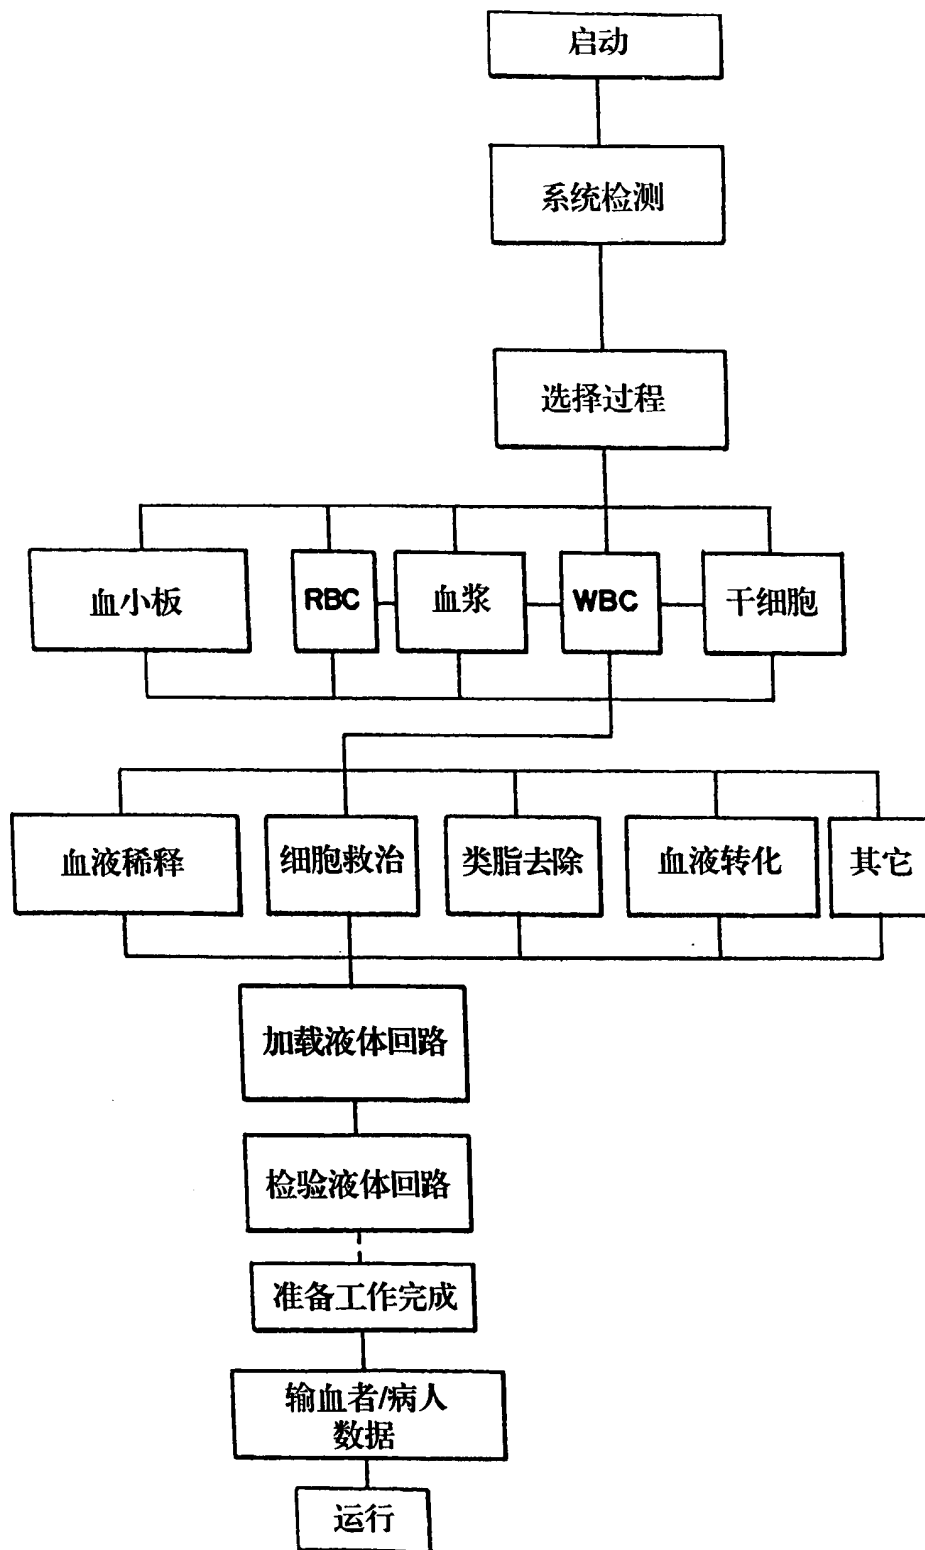 启动
系统检测
选择过程
血小板
RBC
血浆
WBC
干细胞
血液稀释
细胞救治
类脂去除
血液转化
其它
加载液体回路
检验液体回路
准备工作完成
输血者/病人
数据
运行